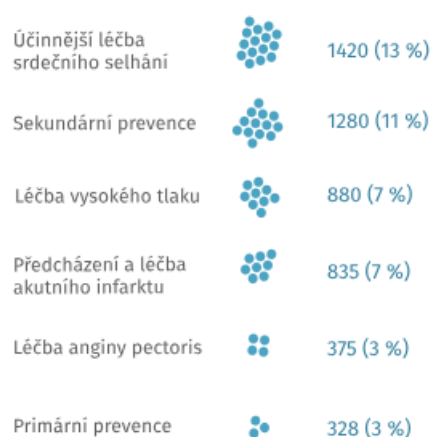 Účinnější léčba
srdečního selhání
1420 (13 %)
Sekundární prevence
1280 (11 %)
Léčba vysokého tlaku
880 (7 %)
Předcházení a léčba
akutního infarktu
835 (7 %)
Léčba anginy pectoris
375 (3 %)
Primární prevence
328 (3 %)